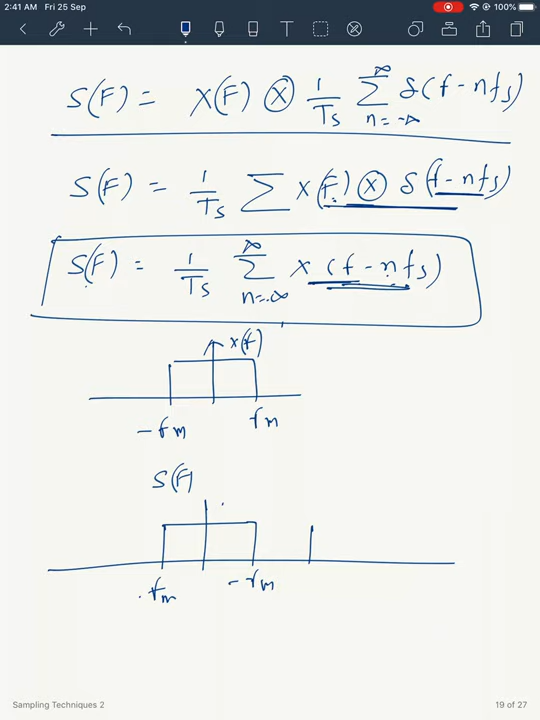 2:41 AM Fri 25 Sep 100%
S(F) = X(F) ⊗ 1/Ts ∞ Σ n=-∞ δ(f-nfs)
S(F) = 1/Ts Σ X(F) ⊗ δ(f-nfs)
S(F) = 1/Ts ∞ Σ n=-∞ X(f-nfs)
X(f)
-fm fm
S(F)
fm -fm
Sampling Techniques 2 19 of 27